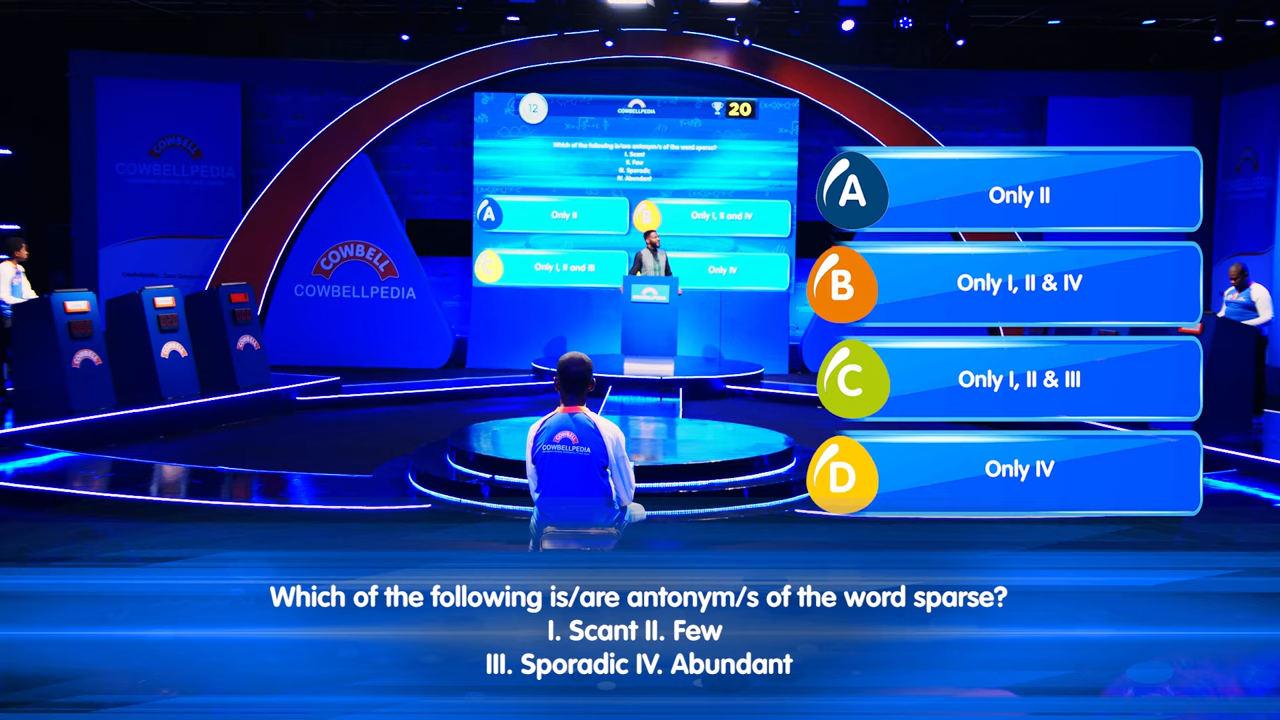 COWBELL
COWBELLPEDIA
12
COWBELLPEDIA
20
Which of the following is/are antonym/s of the word sparse?
I. Scant
II. Few
III. Sporadic
IV. Abundant
A
Only II
B
Only I, II and IV
C
Only I, II and III
Only IV
COWBELL
COWBELLPEDIA
COWBELLPEDIA
A
Only II
B
Only I, II & IV
C
Only I, II & III
D
Only IV
Which of the following is/are antonym/s of the word sparse?
I. Scant II. Few
III. Sporadic IV. Abundant